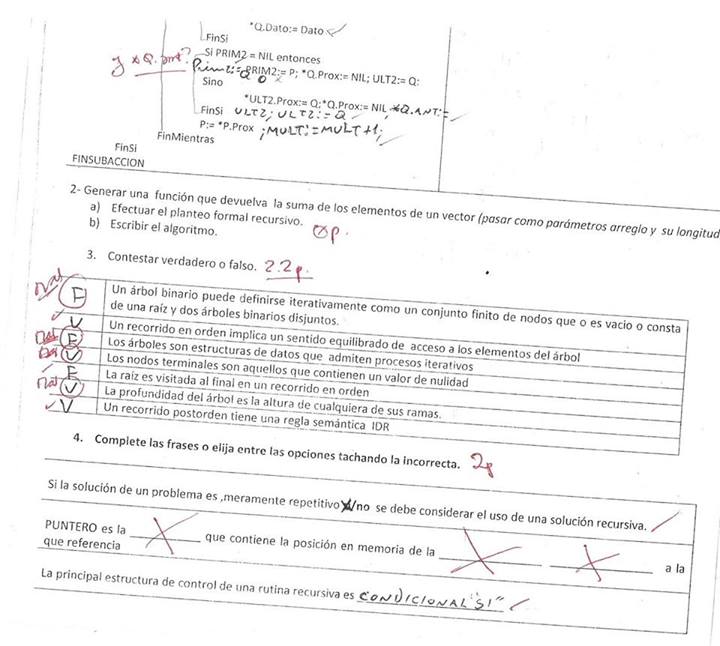 *Q.Dato:= Dato
FinSi
Si PRIM2 = NIL entonces
y *Q.ant? Prim2:=Q PRIM2:= P; *Q.Prox:= NIL; ULT2:= Q:
Sino
*ULT2.Prox:= Q;*Q.Prox:= NIL *Q.ANT:=
FinSi ULT2; ULT2:= Q
P:= *P.Prox ;MULT:=MULT+1;
FinMientras
FinSi
FINSUBACCION
2- Generar una función que devuelva la suma de los elementos de un vector (pasar como parámetros arreglo y su longitud
a) Efectuar el planteo formal recursivo.
b) Escribir el algoritmo.
0p.
3. Contestar verdadero o falso. 2.2p.
mal F Un árbol binario puede definirse iterativamente como un conjunto finito de nodos que o es vacio o consta
de una raíz y dos árboles binarios disjuntos.
V Un recorrido en orden implica un sentido equilibrado de acceso a los elementos del árbol
mal F Los árboles son estructuras de datos que admiten procesos iterativos
mal V Los nodos terminales son aquellos que contienen un valor de nulidad
F La raíz es visitada al final en un recorrido en orden
mal V La profundidad del árbol es la altura de cualquiera de sus ramas.
V Un recorrido postorden tiene una regla semántica IDR
4. Complete las frases o elija entre las opciones tachando la incorrecta. 2p
Si la solución de un problema es ,meramente repetitivo /no se debe considerar el uso de una solución recursiva.
PUNTERO es la ________ que contiene la posición en memoria de la ________ ________ a la
que referencia
La principal estructura de control de una rutina recursiva es CONDICIONAL "SI"